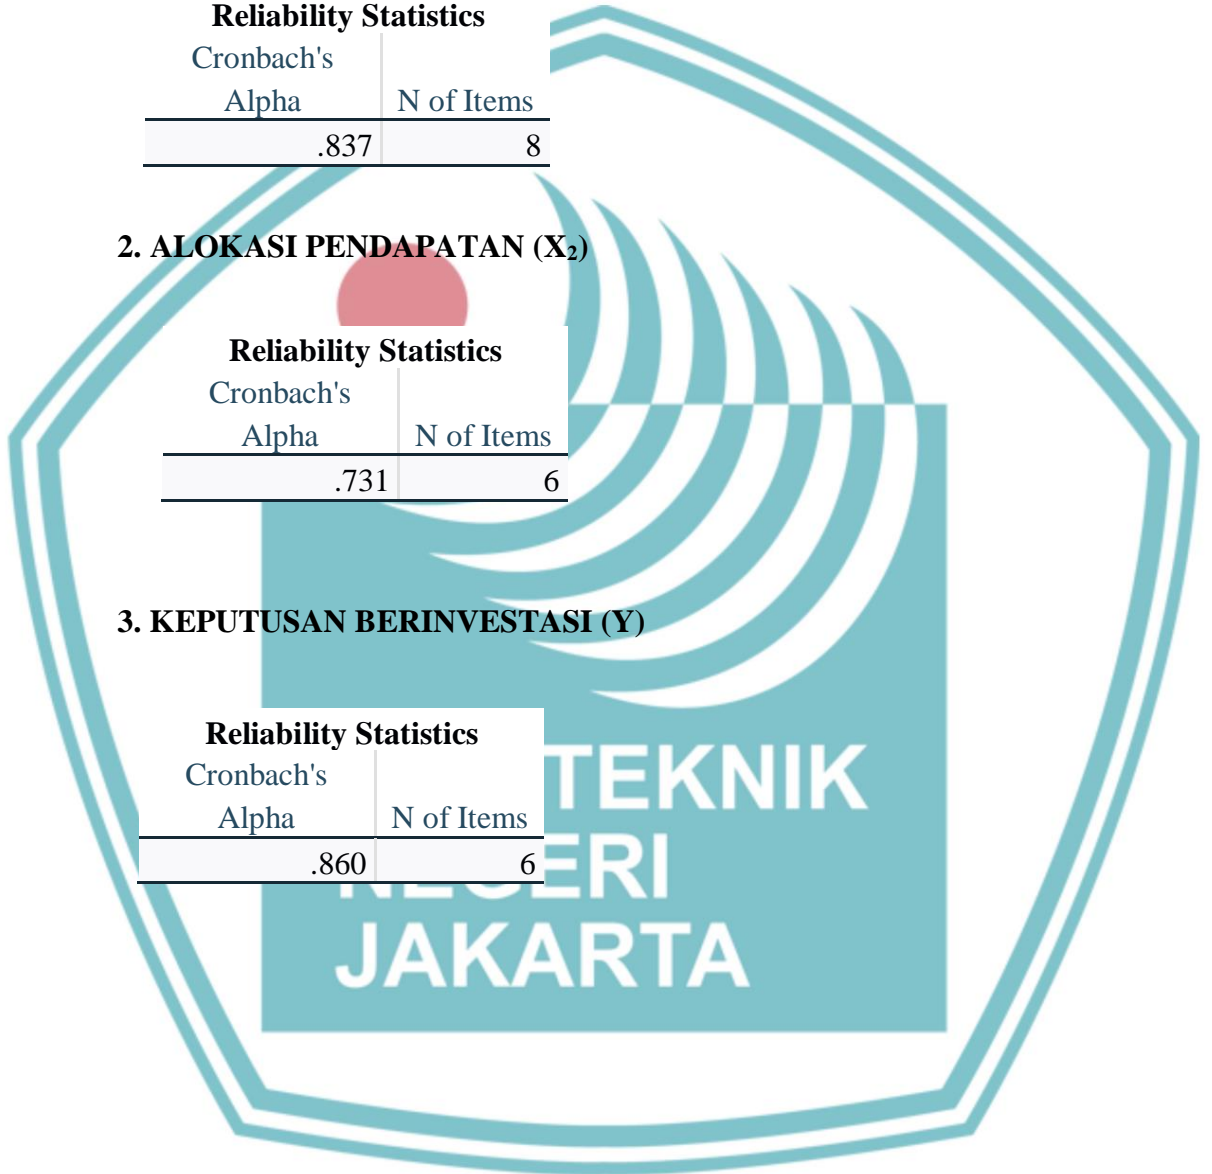 Reliability Statistics
Cronbach's
Alpha N of Items
.837 8
2. ALOKASI PENDAPATAN (X₂)
Reliability Statistics
Cronbach's
Alpha N of Items
.731 6
3. KEPUTUSAN BERINVESTASI (Y)
Reliability Statistics
Cronbach's
Alpha N of Items
.860 6
TEKNIK
NEGERI
JAKARTA